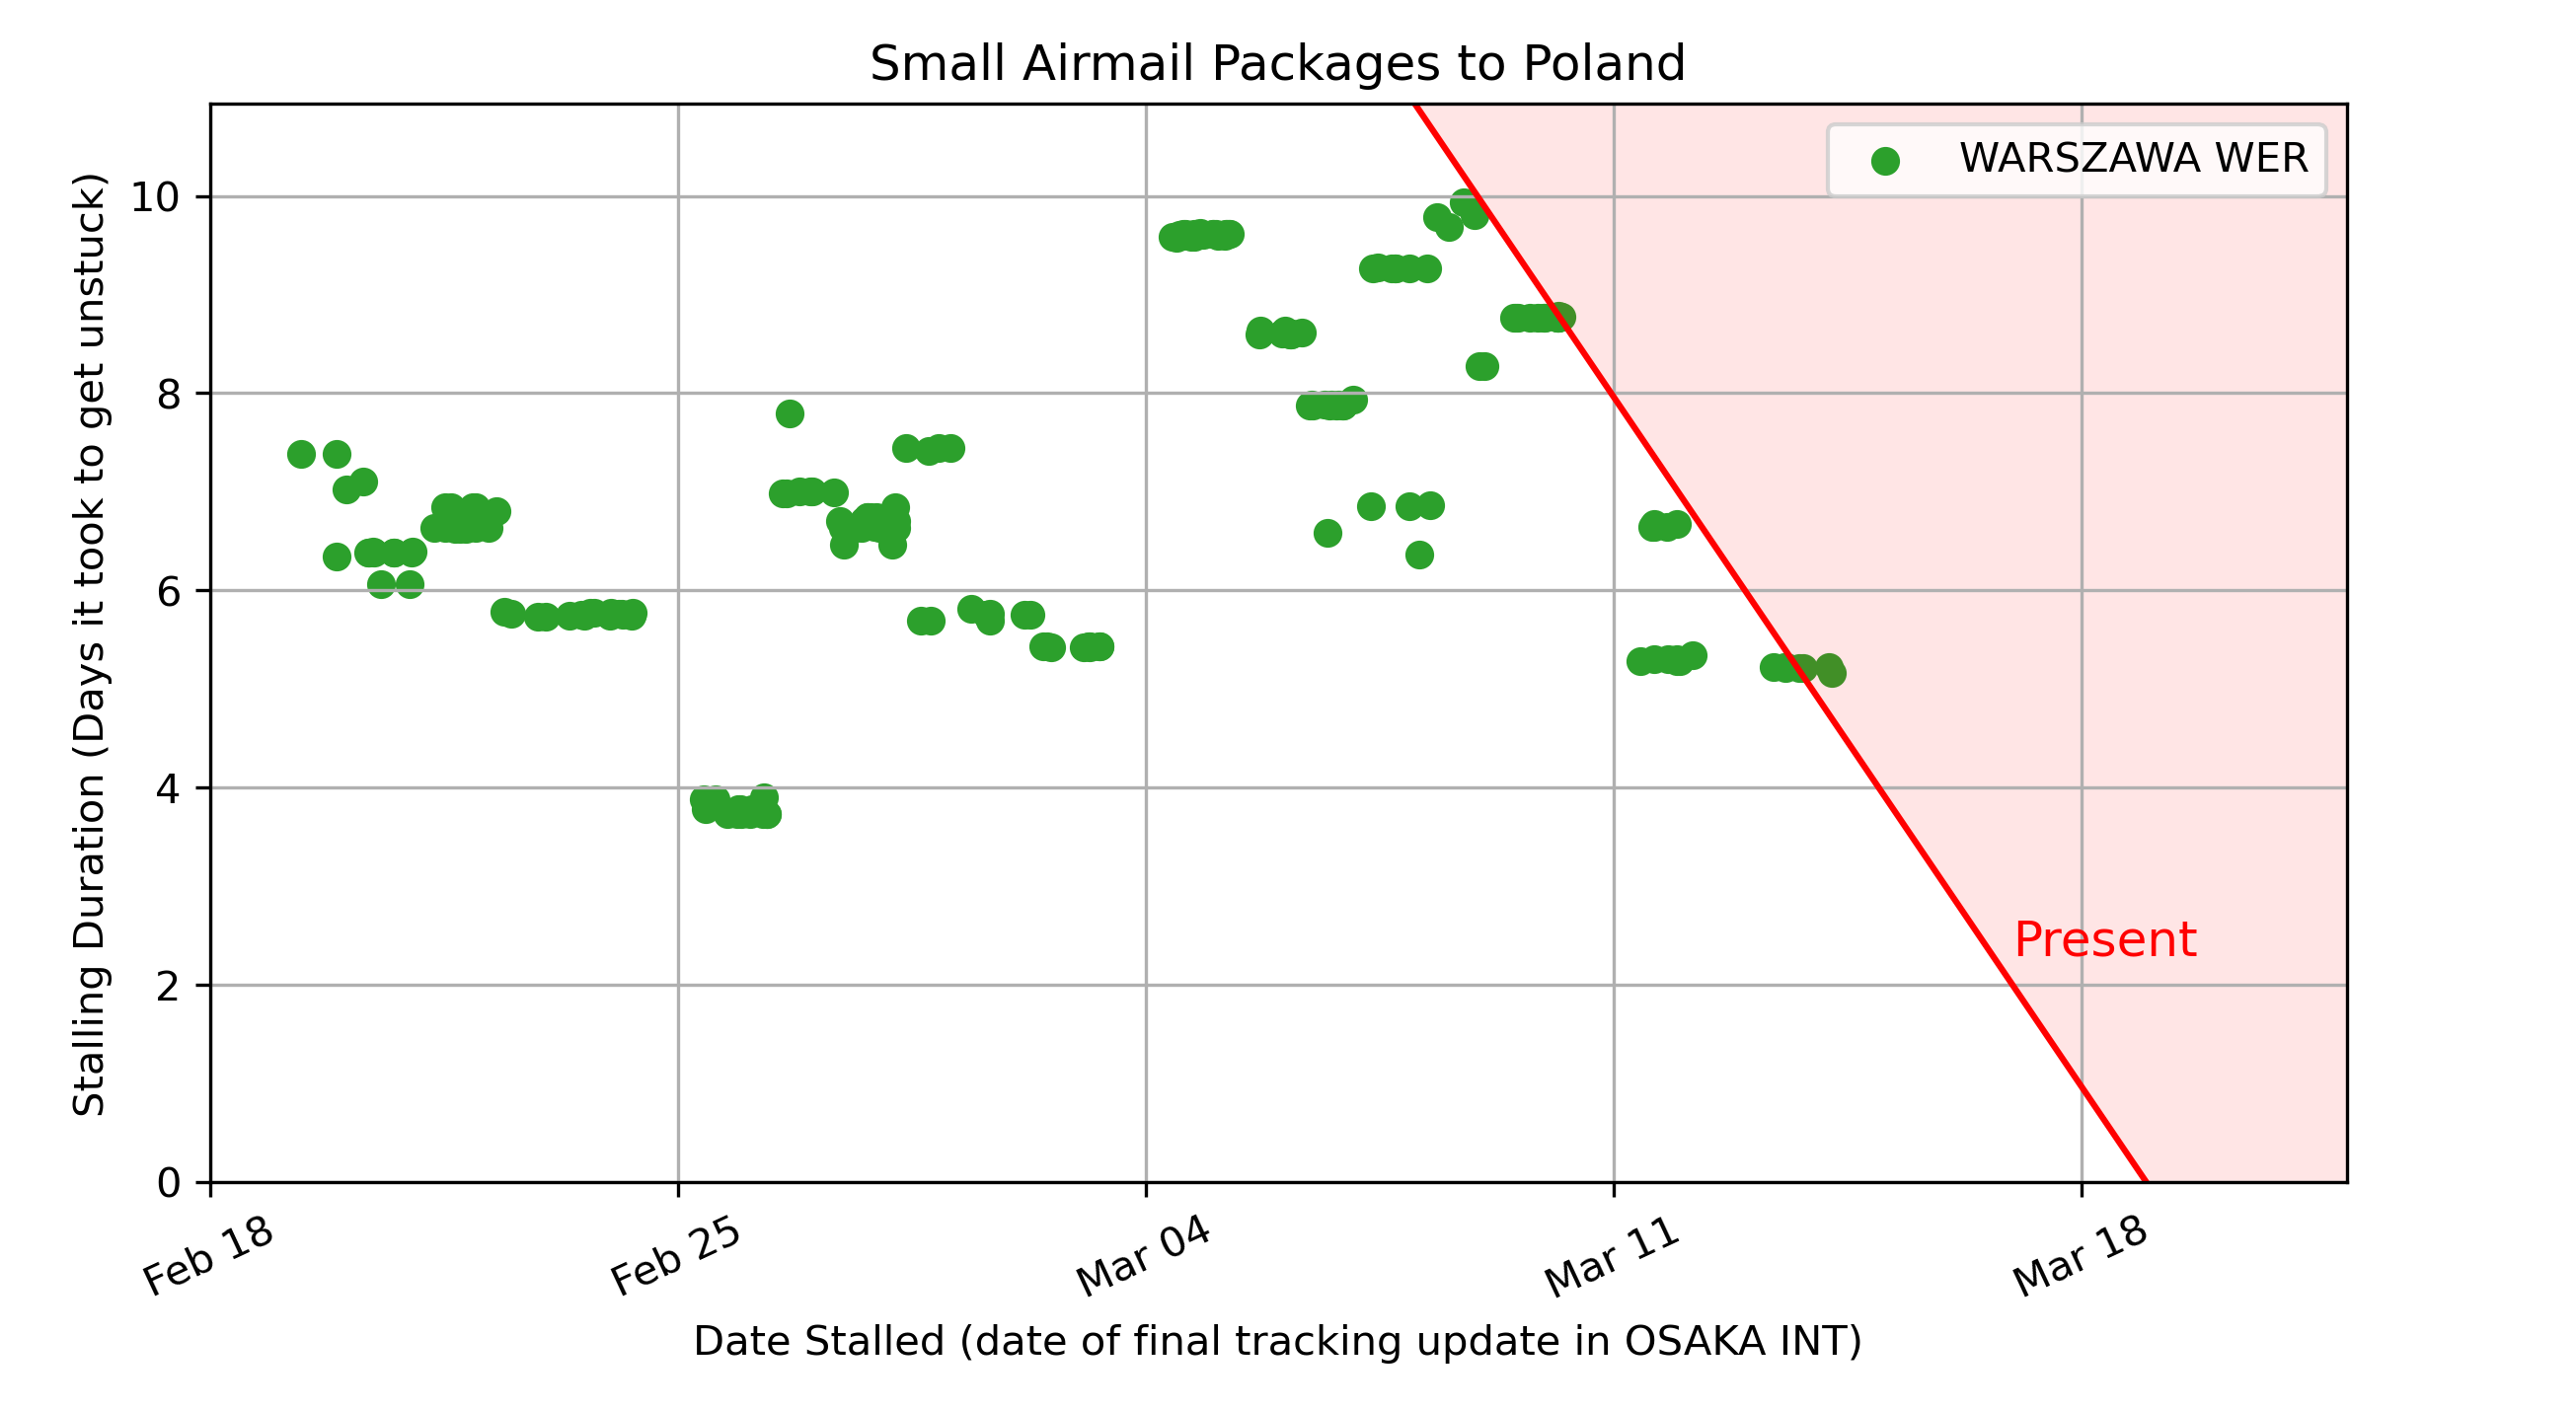 Small Airmail Packages to Poland
WARSZAWA WER
Stalling Duration (Days it took to get unstuck)
10
8
6
4
2
0
Present
Feb 18
Feb 25
Mar 04
Mar 11
Mar 18
Date Stalled (date of final tracking update in OSAKA INT)